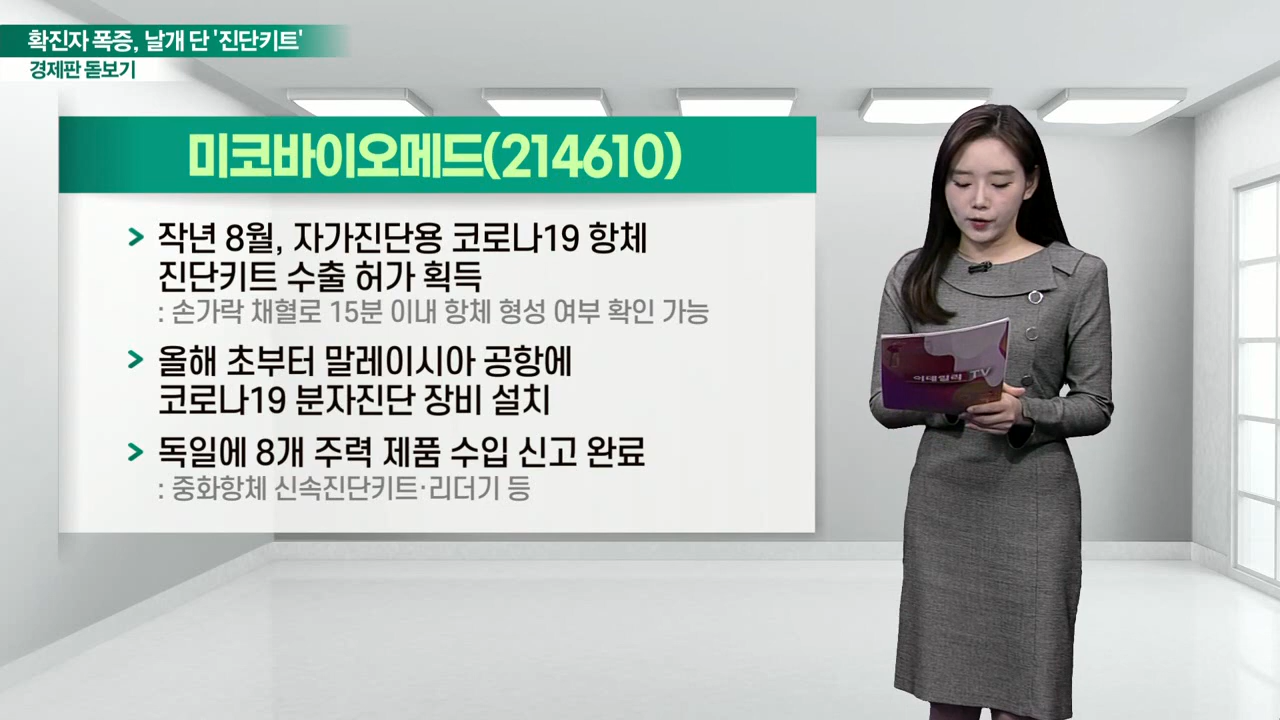 확진자 폭증, 날개 단 '진단키트'
경제판 돋보기
미코바이오메드(214610)
> 작년 8월, 자가진단용 코로나19 항체
진단키트 수출 허가 획득
: 손가락 채혈로 15분 이내 항체 형성 여부 확인 가능
> 올해 초부터 말레이시아 공항에
코로나19 분자진단 장비 설치
> 독일에 8개 주력 제품 수입 신고 완료
: 중화항체 신속진단키트·리더기 등
이데일리 TV